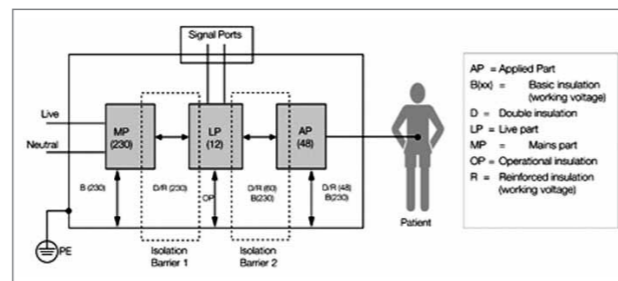 Signal Ports
Live
Neutral
MP
(230)
LP
(12)
AP
(48)
B (230)
D/R (230)
OP
D/R (60)
B(230)
D/R (48)
B(230)
PE
Isolation
Barrier 1
Isolation
Barrier 2
Patient
AP = Applied Part
B(xx) = Basic insulation
(working voltage)
D = Double insulation
LP = Live part
MP = Mains part
OP = Operational insulation
R = Reinforced insulation
(working voltage)